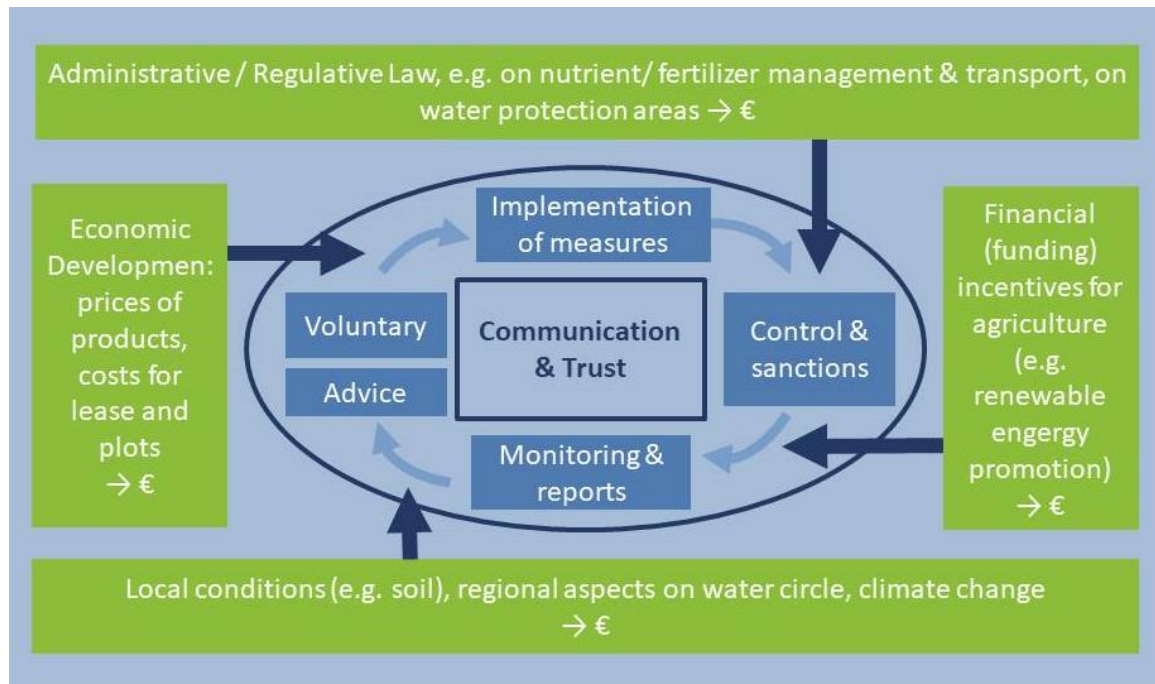 Administrative / Regulative Law, e.g. on nutrient/ fertilizer management & transport, on
water protection areas → €
Economic
Developmen:
prices of
products,
costs for
lease and
plots
→ €
Implementation
of measures
Voluntary
Advice
Communication
& Trust
Control &
sanctions
Monitoring &
reports
Financial
(funding)
incentives for
agriculture
(e.g.
renewable
engergy
promotion)
→ €
Local conditions (e.g. soil), regional aspects on water circle, climate change
→ €